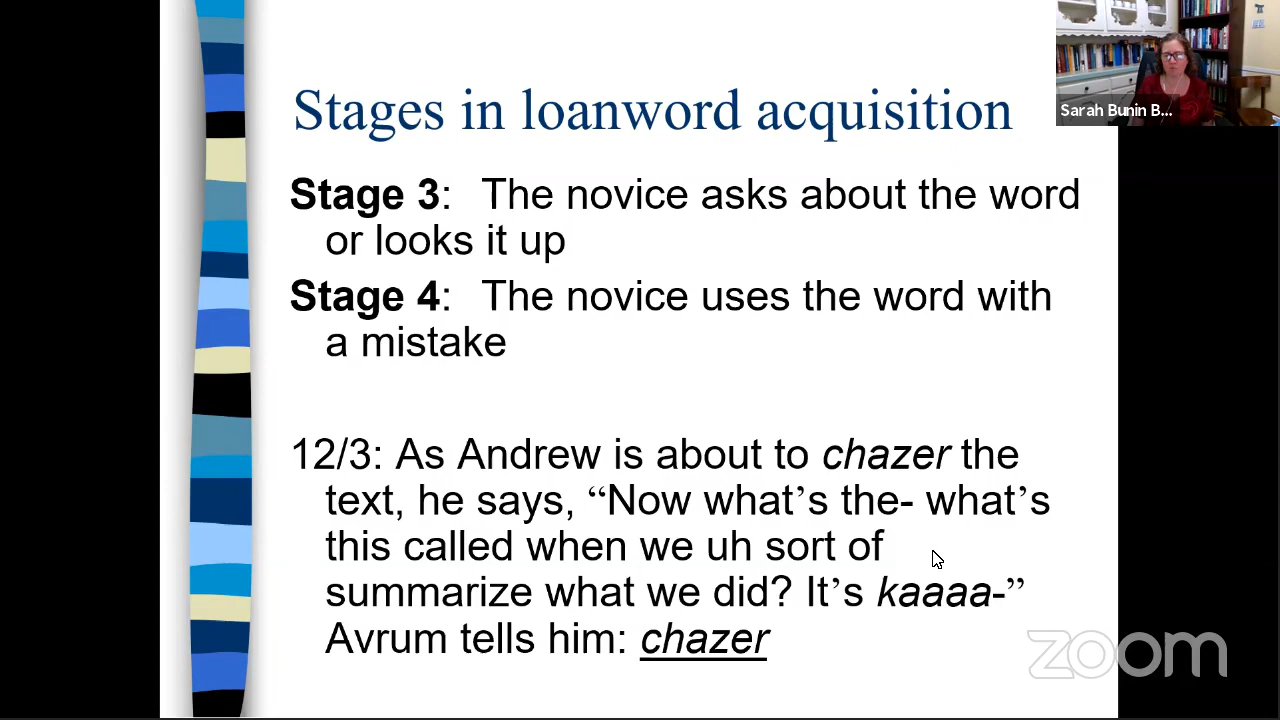 Stages in loanword acquisition
Sarah Bunin B...
Stage 3: The novice asks about the word
or looks it up
Stage 4: The novice uses the word with
a mistake
12/3: As Andrew is about to chazer the
text, he says, “Now what’s the- what’s
this called when we uh sort of
summarize what we did? It’s kaaaa-”
Avrum tells him: chazer
zoom